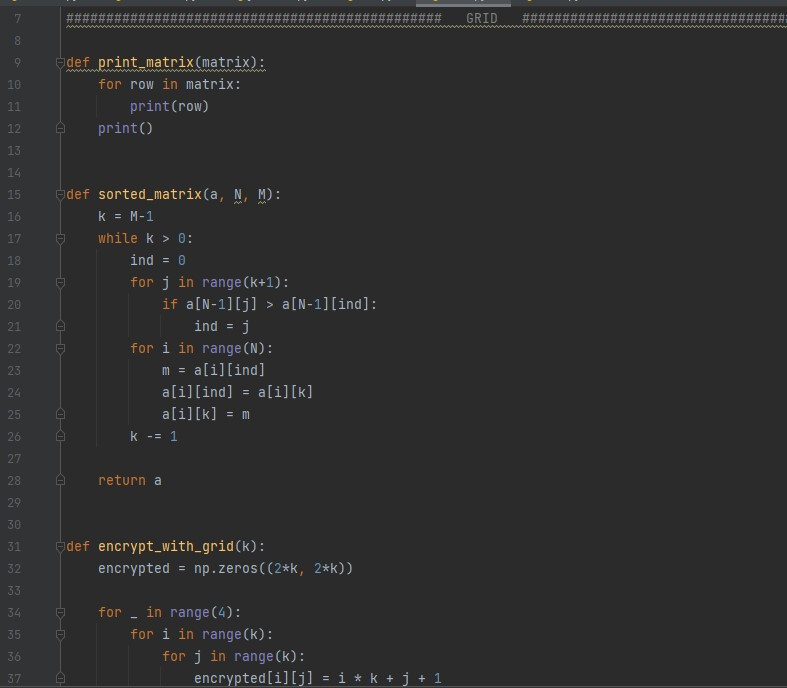 7 ############################################### GRID #################################
8
9 def print_matrix(matrix):
10     for row in matrix:
11         print(row)
12     print()
13
14
15 def sorted_matrix(a, N, M):
16     k = M-1
17     while k > 0:
18         ind = 0
19         for j in range(k+1):
20             if a[N-1][j] > a[N-1][ind]:
21                 ind = j
22         for i in range(N):
23             m = a[i][ind]
24             a[i][ind] = a[i][k]
25             a[i][k] = m
26         k -= 1
27
28     return a
29
30
31 def encrypt_with_grid(k):
32     encrypted = np.zeros((2*k, 2*k))
33
34     for _ in range(4):
35         for i in range(k):
36             for j in range(k):
37                 encrypted[i][j] = i * k + j + 1